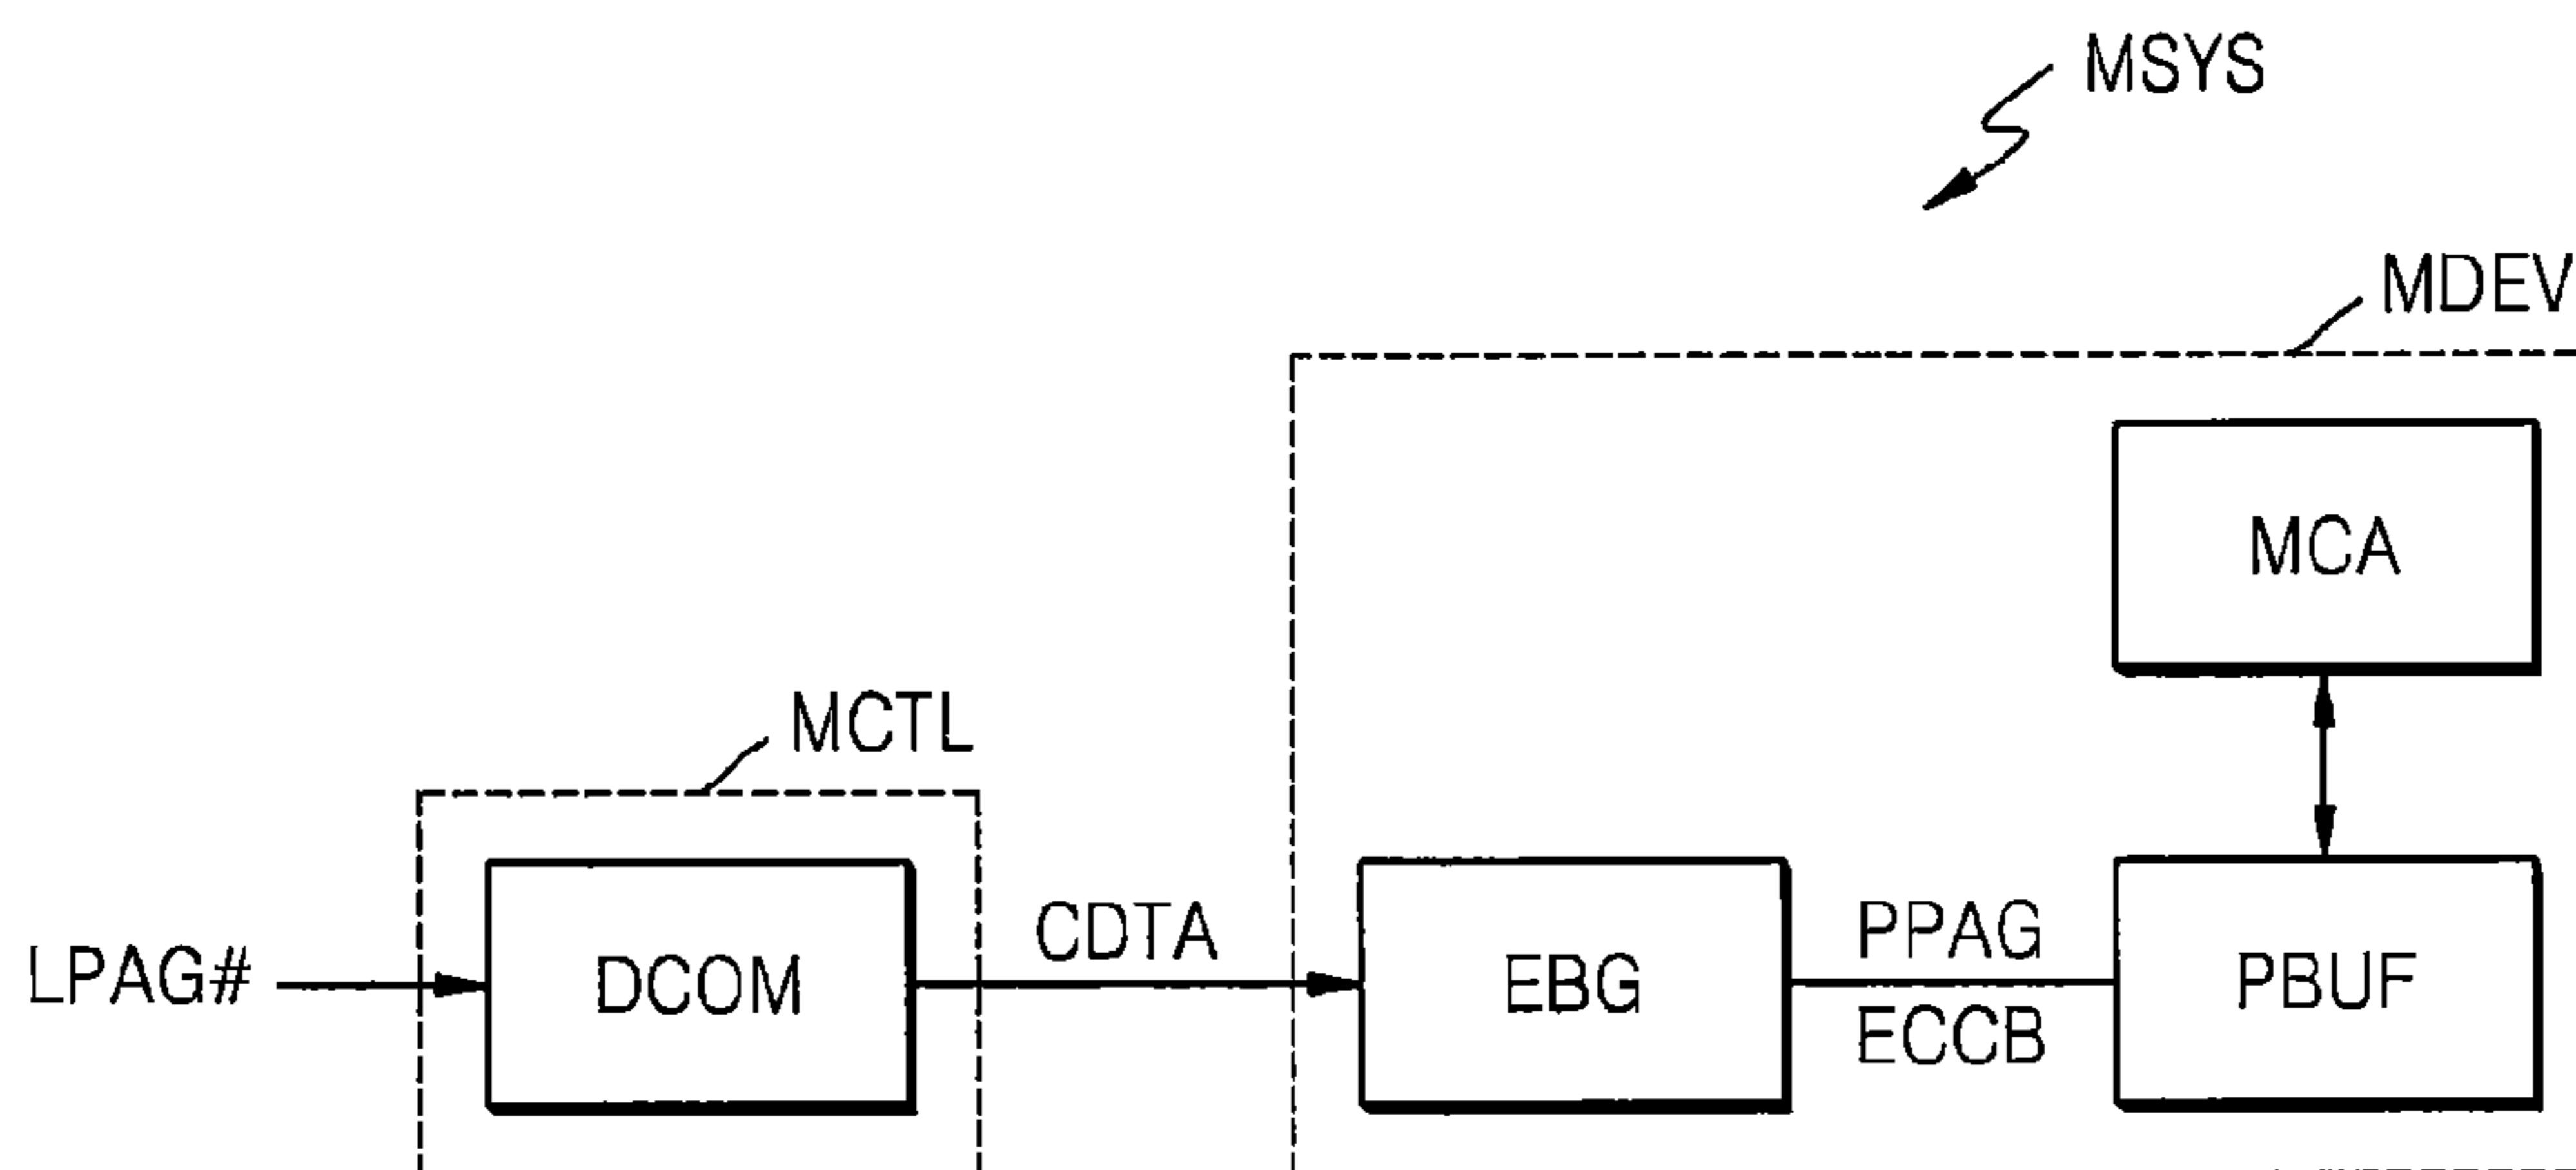 MSYS
MDEV
MCA
MCTL
LPAG#
DCOM
CDTA
EBG
PPAG
ECCB
PBUF